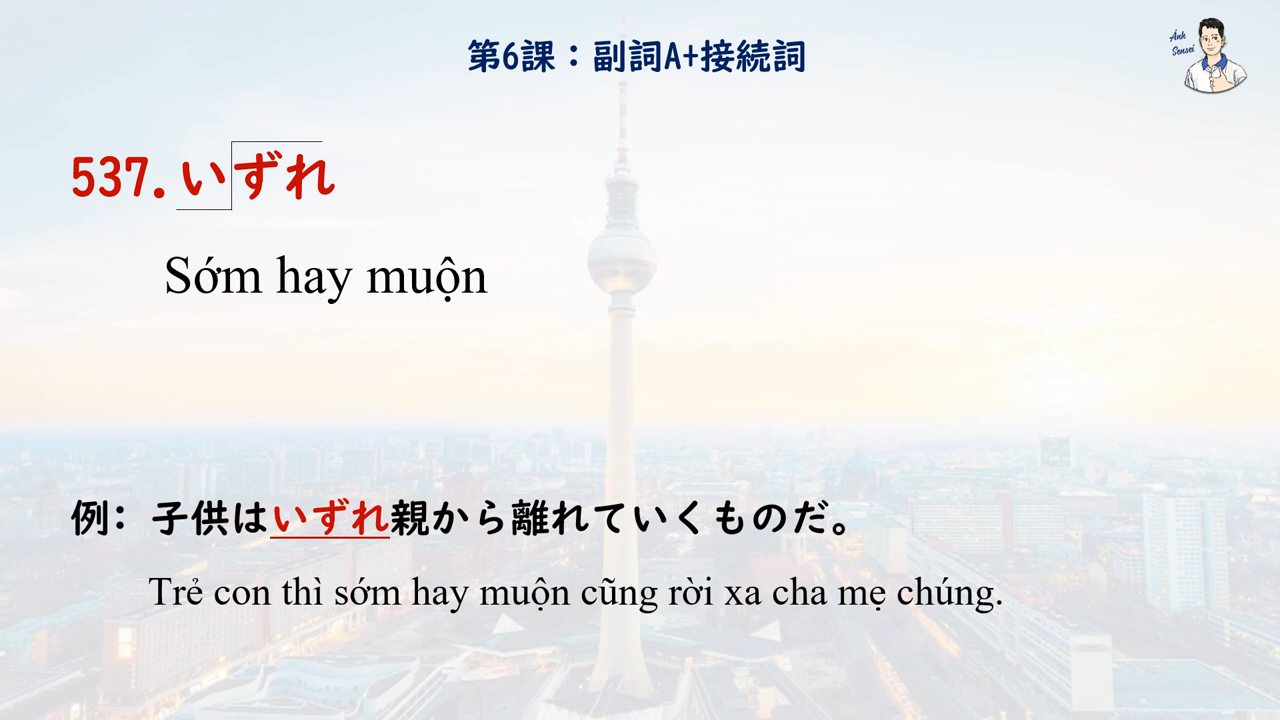 第6課：副詞A+接続詞
Ánh
Sensei
537. いずれ
Sớm hay muộn
例：子供はいずれ親から離れていくものだ。
Trẻ con thì sớm hay muộn cũng rời xa cha mẹ chúng.